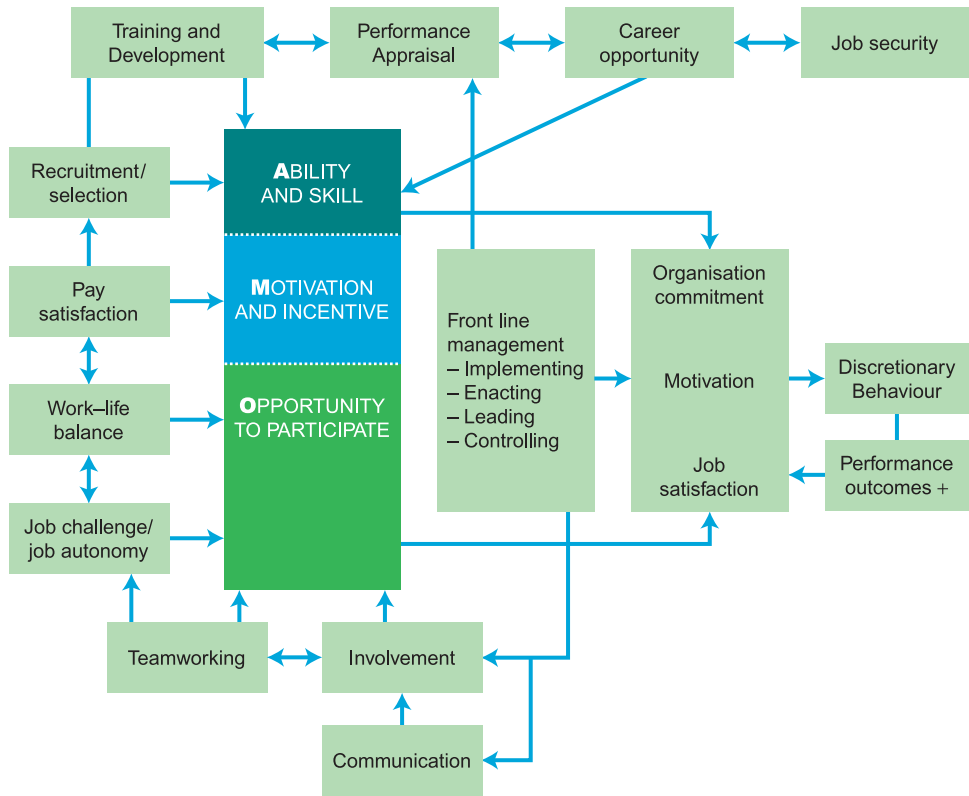 Training and
Development
Performance
Appraisal
Career
opportunity
Job security
Recruitment/
selection
ABILITY
AND SKILL
Pay
satisfaction
MOTIVATION
AND INCENTIVE
Organisation
commitment
Front line
management
– Implementing
– Enacting
– Leading
– Controlling
Motivation
Discretionary
Behaviour
Work–life
balance
OPPORTUNITY
TO PARTICIPATE
Job
satisfaction
Performance
outcomes +
Job challenge/
job autonomy
Teamworking
Involvement
Communication